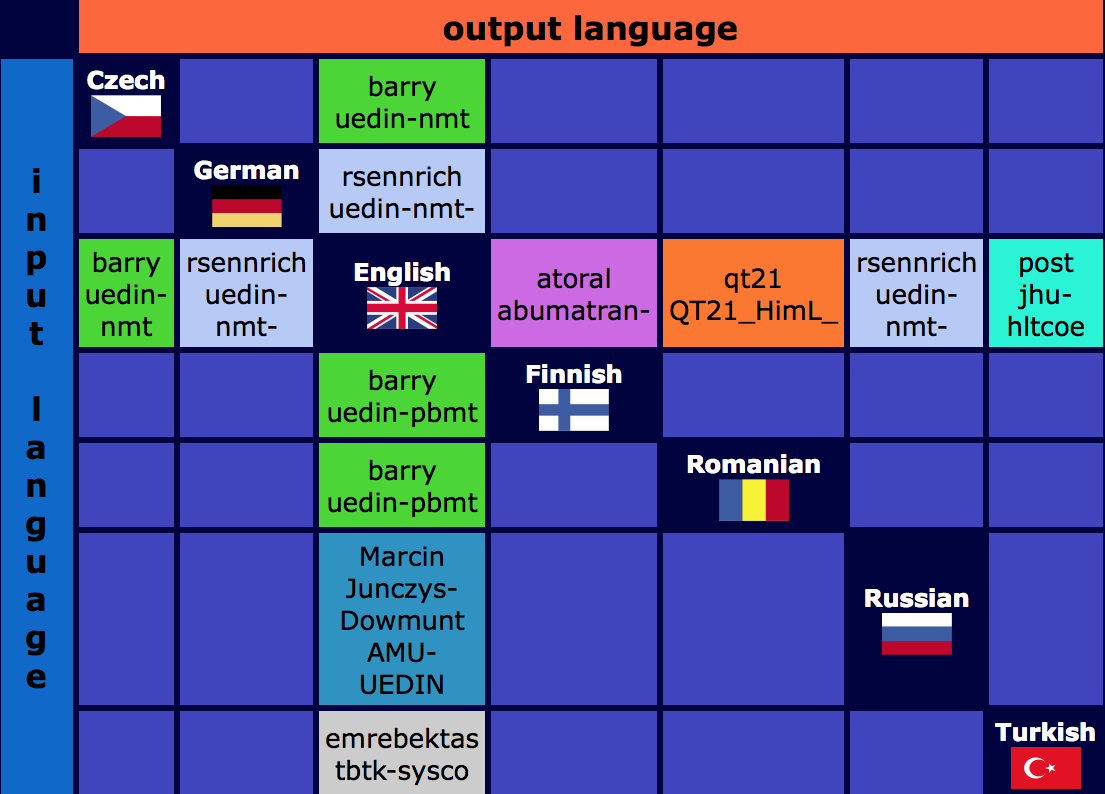 output language
input language
Czech
barry
uedin-nmt
German
rsennrich
uedin-nmt-
barry
uedin-
nmt
rsennrich
uedin-
nmt-
English
atoral
abumatran-
qt21
QT21_HimL_
rsennrich
uedin-
nmt-
post
jhu-
hltcoe
barry
uedin-pbmt
Finnish
barry
uedin-pbmt
Romanian
Marcin
Junczys-
Dowmunt
AMU-
UEDIN
Russian
emrebektas
tbtk-sysco
Turkish